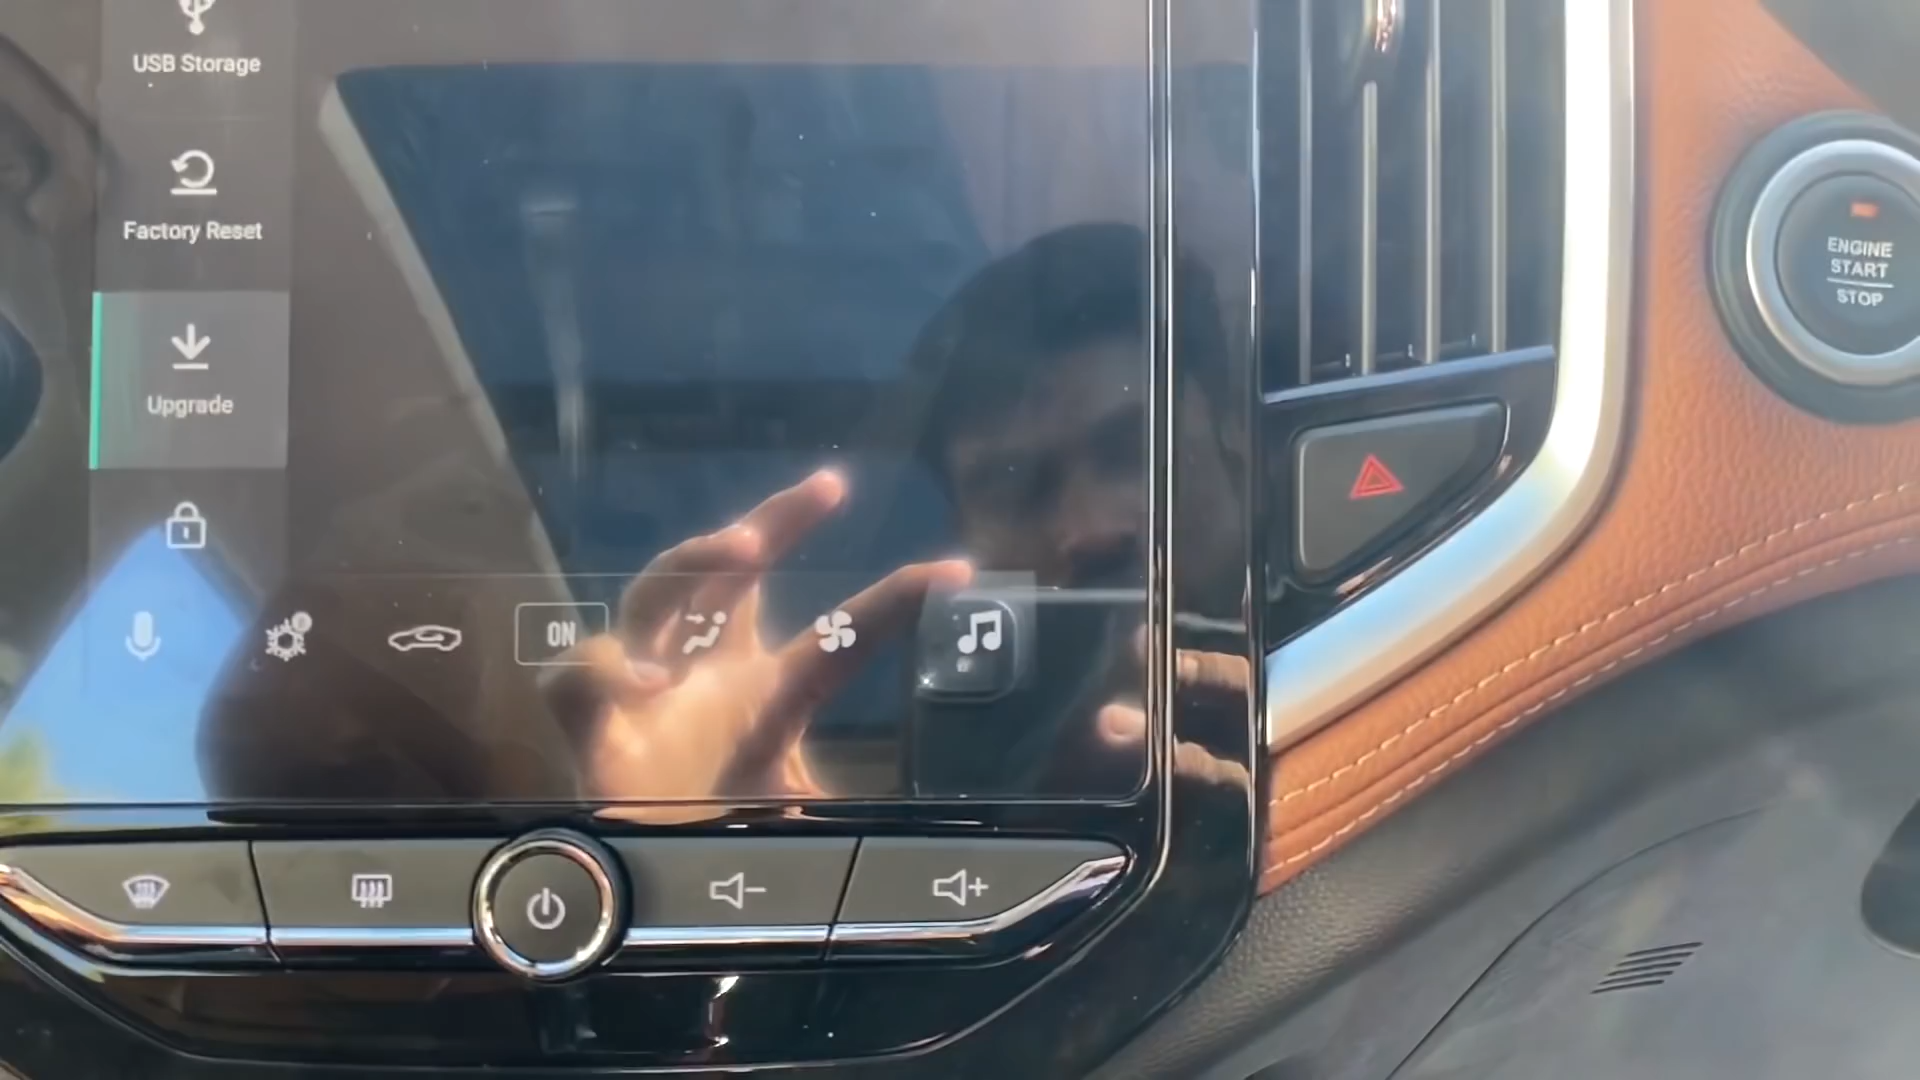 USB Storage
Factory Reset
Upgrade
ON
ENGINE
START
STOP